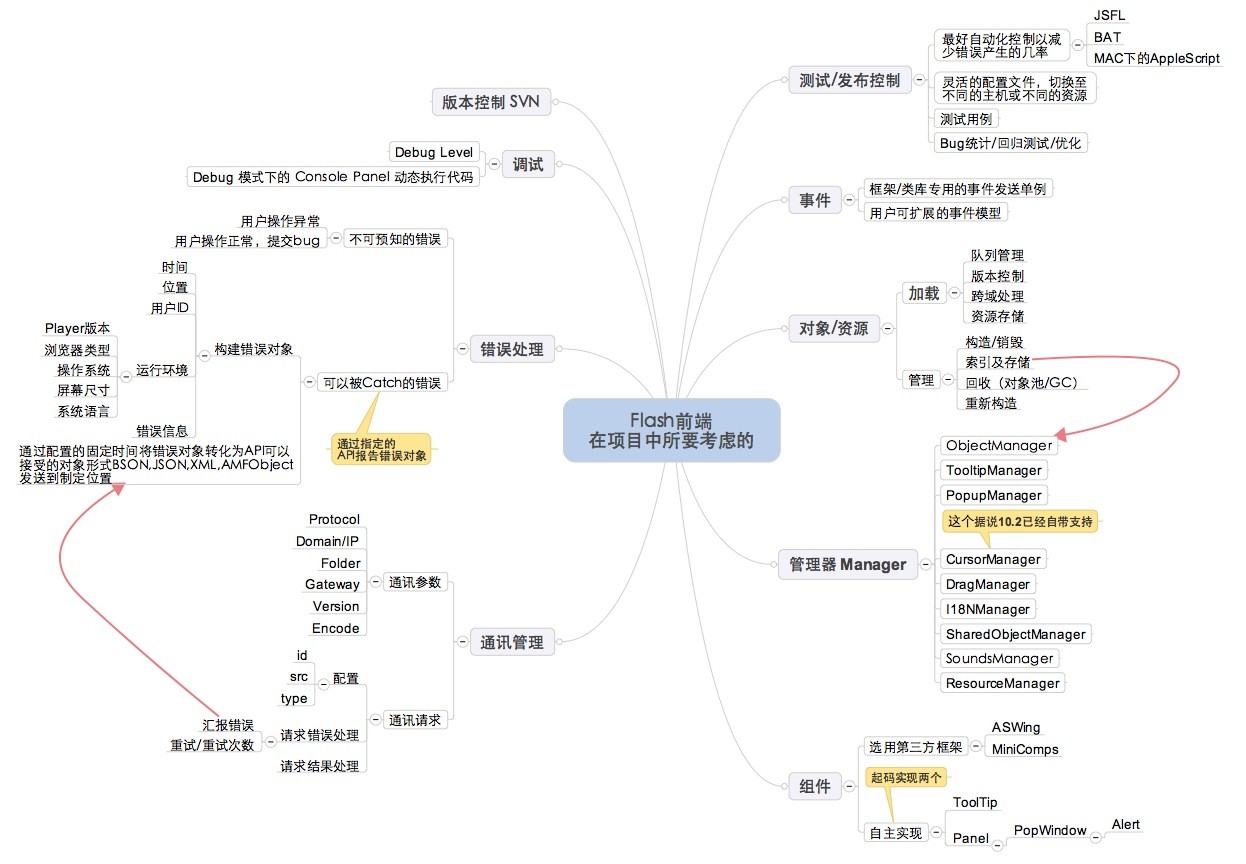 Flash前端
在项目中所要考虑的
版本控制 SVN
调试
Debug Level
Debug 模式下的 Console Panel 动态执行代码
错误处理
不可预知的错误
用户操作异常
用户操作正常，提交bug
可以被Catch的错误
通过指定的
API报告错误对象
构建错误对象
时间
位置
用户ID
运行环境
Player版本
浏览器类型
操作系统
屏幕尺寸
系统语言
错误信息
通过配置的固定时间将错误对象转化为API可以
接受的对象形式BSON,JSON,XML,AMFObject
发送到制定位置
通讯管理
通讯参数
Protocol
Domain/IP
Folder
Gateway
Version
Encode
通讯请求
配置
id
src
type
请求错误处理
汇报错误
重试/重试次数
请求结果处理
测试/发布控制
最好自动化控制以减
少错误产生的几率
JSFL
BAT
MAC下的AppleScript
灵活的配置文件，切换至
不同的主机或不同的资源
测试用例
Bug统计/回归测试/优化
事件
框架/类库专用的事件发送单例
用户可扩展的事件模型
对象/资源
加载
队列管理
版本控制
跨域处理
资源存储
管理
构造/销毁
索引及存储
回收（对象池/GC）
重新构造
管理器 Manager
ObjectManager
TooltipManager
PopupManager
这个据说10.2已经自带支持
CursorManager
DragManager
I18NManager
SharedObjectManager
SoundsManager
ResourceManager
组件
选用第三方框架
ASWing
MiniComps
起码实现两个
自主实现
ToolTip
Panel
PopWindow
Alert